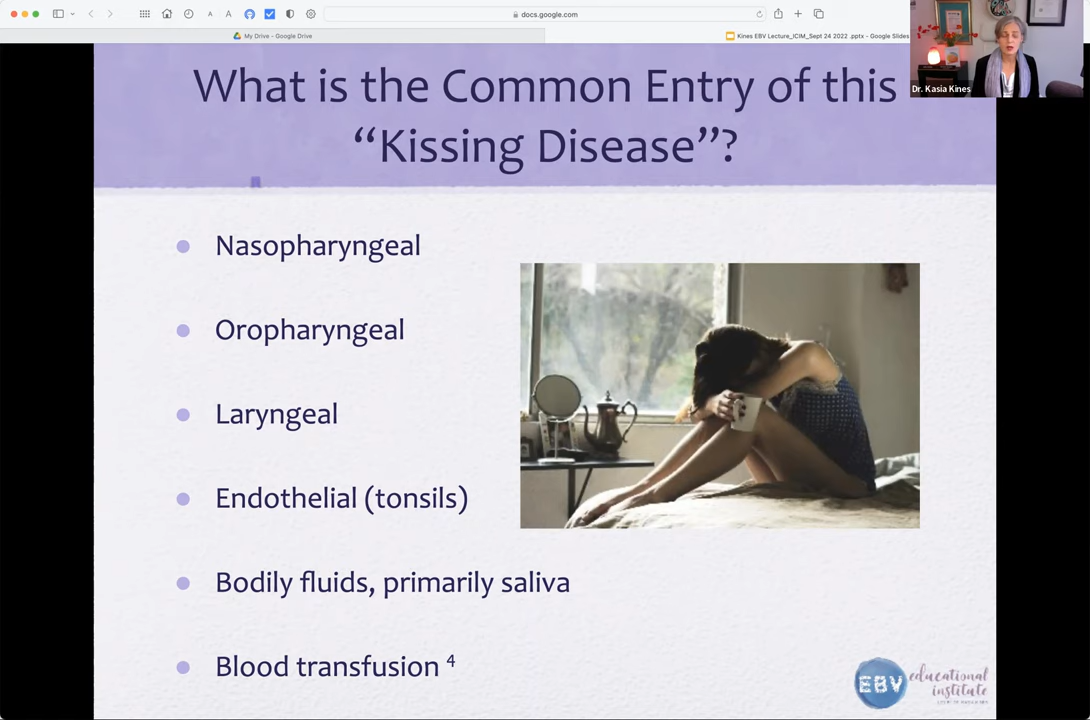 docs.google.com
My Drive - Google Drive
Kines EBV Lecture_ICIM_Sept 24 2022 .pptx - Google Slides
Dr. Kasia Kines
What is the Common Entry of this
“Kissing Disease”?
Nasopharyngeal
Oropharyngeal
Laryngeal
Endothelial (tonsils)
Bodily fluids, primarily saliva
Blood transfusion ⁴
EBV educational
institute